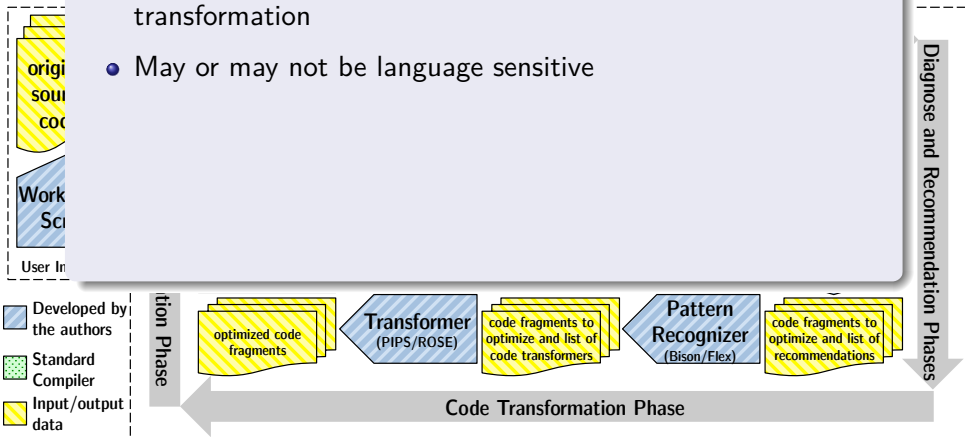 transformation
May or may not be language sensitive
User
Diagnose and Recommendation Phases
Developed by
the authors
Standard
Compiler
Input/output
data
Phase
optimized code
fragments
Transformer
(PIPS/ROSE)
code fragments to
optimize and list of
code transformers
Pattern
Recognizer
(Bison/Flex)
code fragments to
optimize and list of
recommendations
Code Transformation Phase